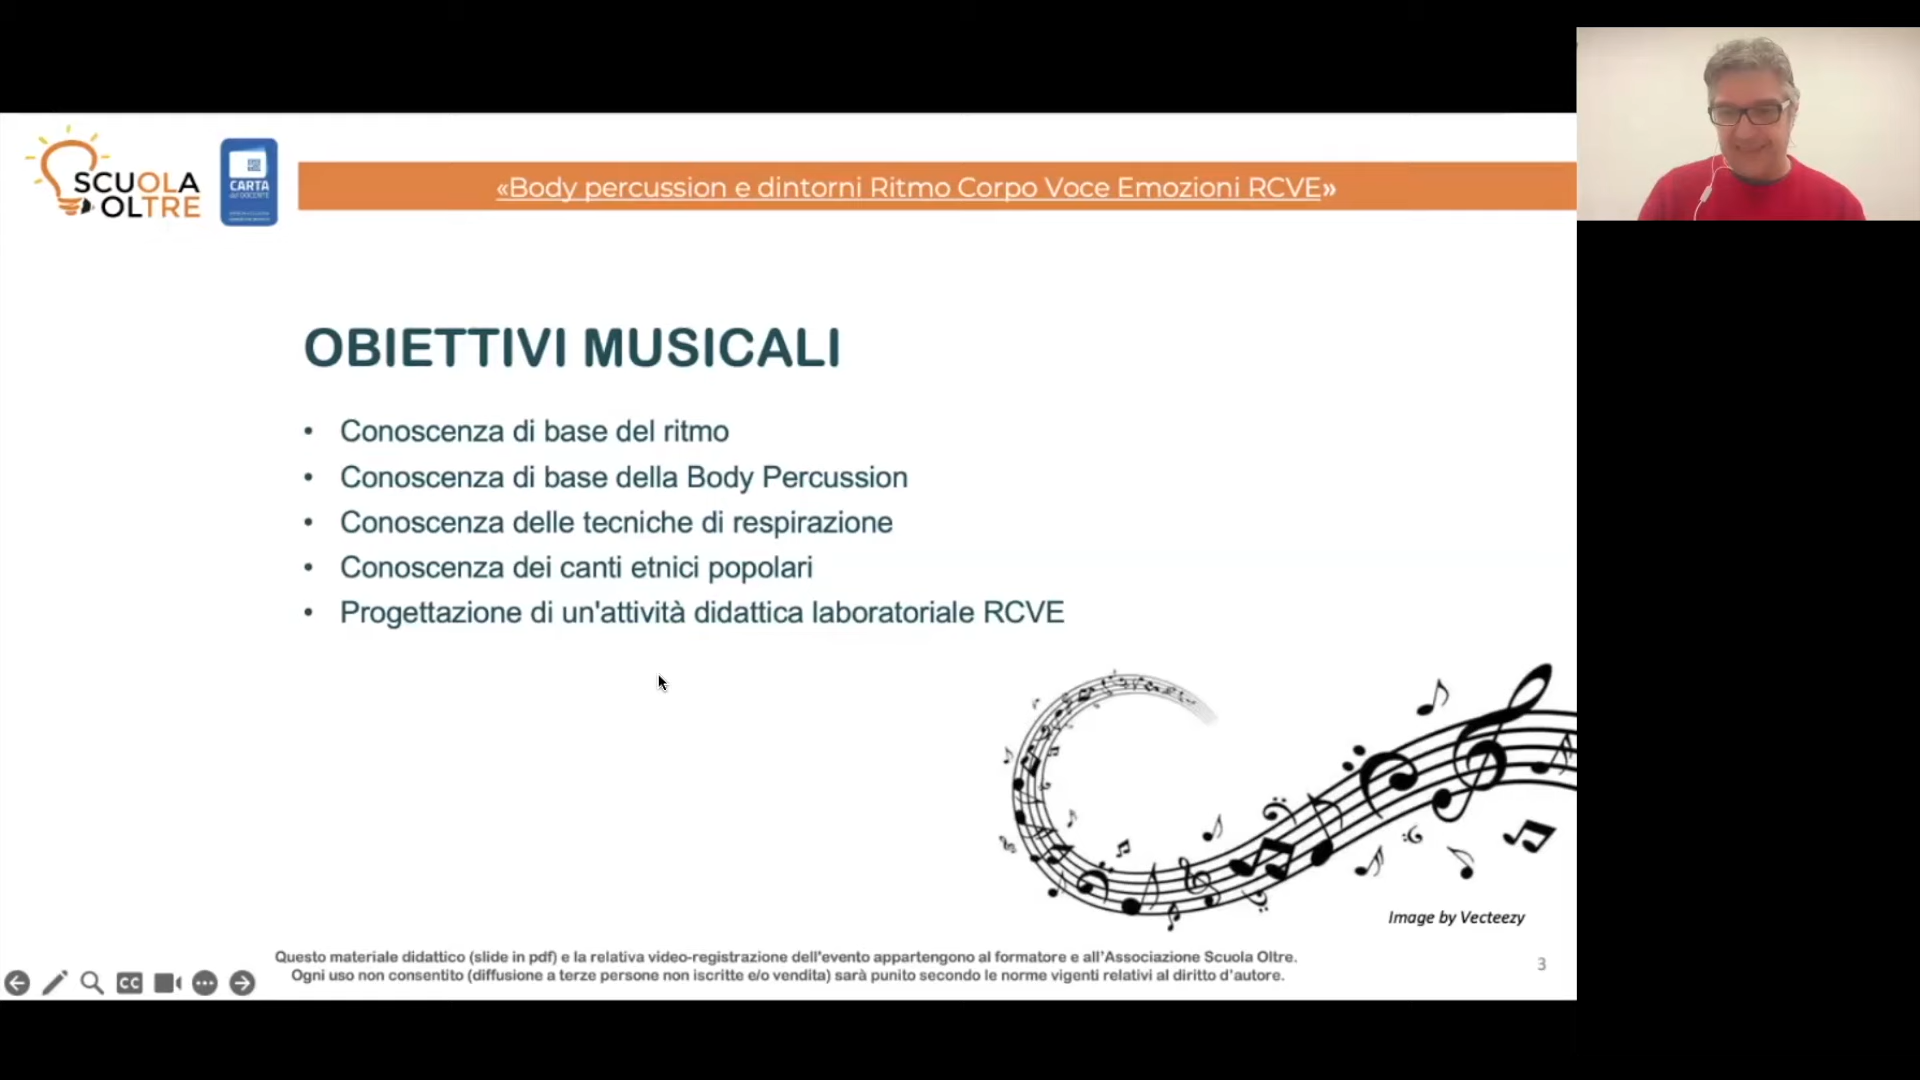 SCUOLA
OLTRE
CARTA
«Body percussion e dintorni Ritmo Corpo Voce Emozioni RCVE»
OBIETTIVI MUSICALI
• Conoscenza di base del ritmo
• Conoscenza di base della Body Percussion
• Conoscenza delle tecniche di respirazione
• Conoscenza dei canti etnici popolari
• Progettazione di un'attività didattica laboratoriale RCVE
Image by Vecteezy
Questo materiale didattico (slide in pdf) e la relativa video-registrazione dell'evento appartengono al formatore e all'Associazione Scuola Oltre.
Ogni uso non consentito (diffusione a terze persone non iscritte e/o vendita) sarà punito secondo le norme vigenti relativi al diritto d'autore.
3
CC